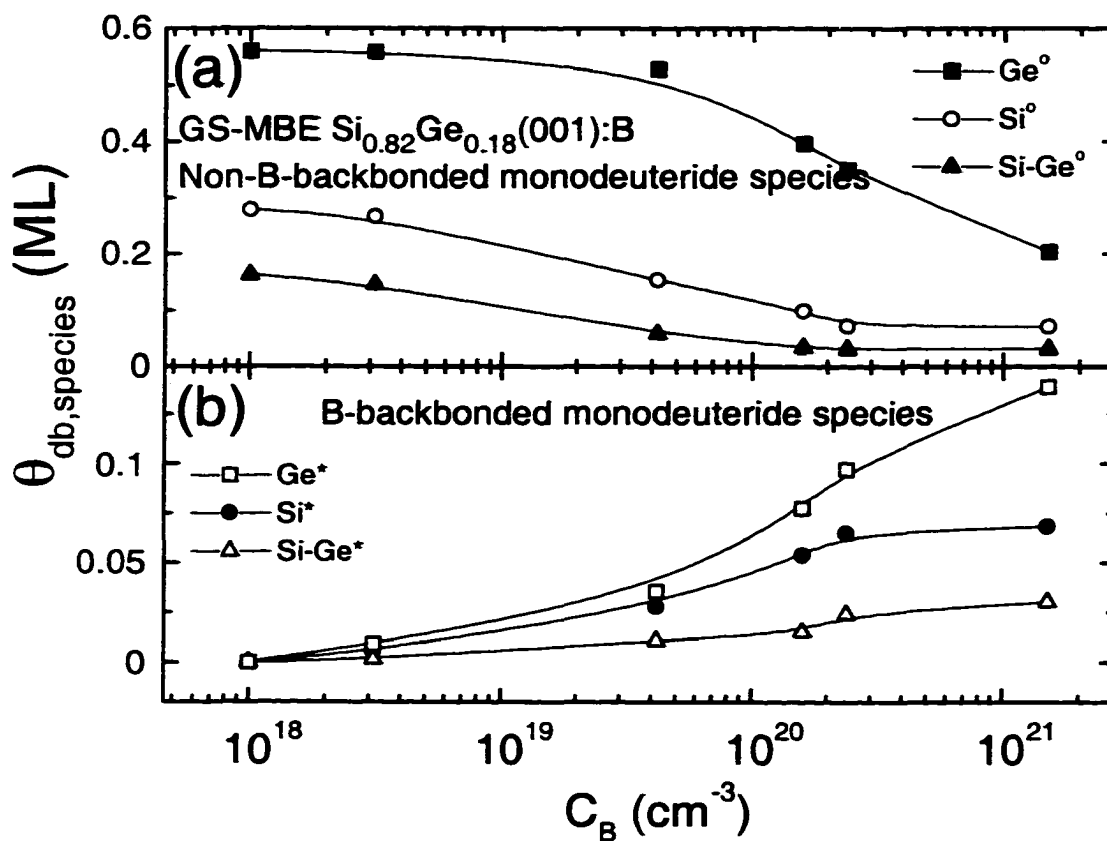 0.6
(a)
Ge°
Si°
Si-Ge°
GS-MBE Si0.82Ge0.18(001):B
Non-B-backbonded monodeuteride species
0.4
0.2
0
θdb,species (ML)
(b)
B-backbonded monodeuteride species
Ge*
Si*
Si-Ge*
0.1
0.05
0
10^18
10^19
10^20
10^21
C_B (cm^-3)